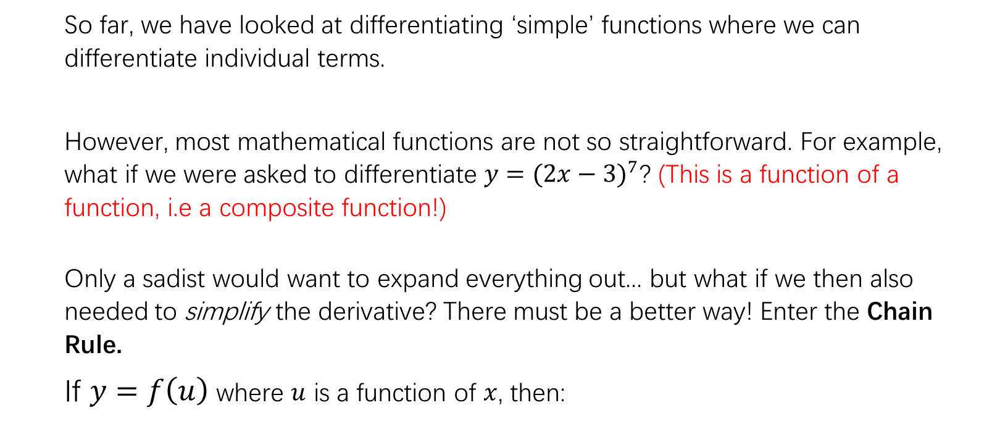 So far, we have looked at differentiating ‘simple’ functions where we can
differentiate individual terms.
However, most mathematical functions are not so straightforward. For example,
what if we were asked to differentiate y = (2x − 3)⁷? (This is a function of a
function, i.e a composite function!)
Only a sadist would want to expand everything out... but what if we then also
needed to simplify the derivative? There must be a better way! Enter the Chain
Rule.
If y = f(u) where u is a function of x, then: